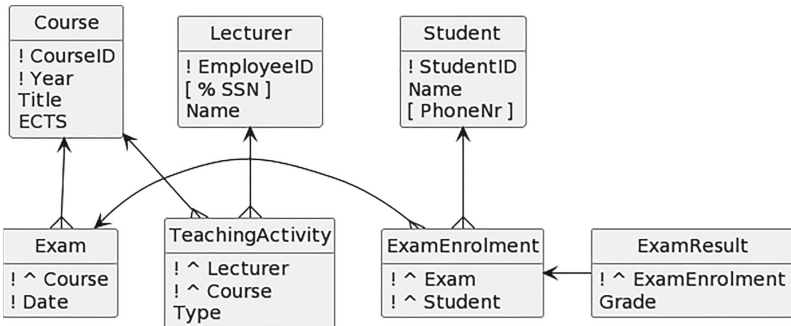 Course
! CourseID
! Year
Title
ECTS
Lecturer
! EmployeeID
[ % SSN ]
Name
Student
! StudentID
Name
[ PhoneNr ]
Exam
! ^ Course
! Date
TeachingActivity
! ^ Lecturer
! ^ Course
Type
ExamEnrolment
! ^ Exam
! ^ Student
ExamResult
! ^ ExamEnrolment
Grade